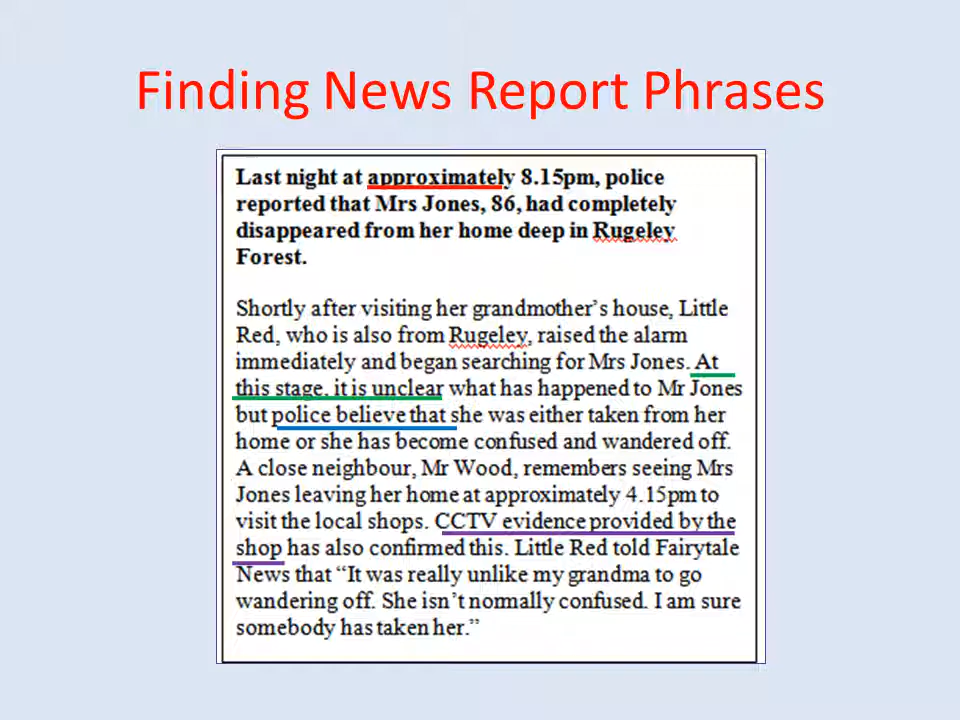 Finding News Report Phrases
Last night at approximately 8.15pm, police
reported that Mrs Jones, 86, had completely
disappeared from her home deep in Rugeley
Forest.
Shortly after visiting her grandmother's house, Little
Red, who is also from Rugeley, raised the alarm
immediately and began searching for Mrs Jones. At
this stage, it is unclear what has happened to Mr Jones
but police believe that she was either taken from her
home or she has become confused and wandered off.
A close neighbour, Mr Wood, remembers seeing Mrs
Jones leaving her home at approximately 4.15pm to
visit the local shops. CCTV evidence provided by the
shop has also confirmed this. Little Red told Fairytale
News that “It was really unlike my grandma to go
wandering off. She isn't normally confused. I am sure
somebody has taken her.”